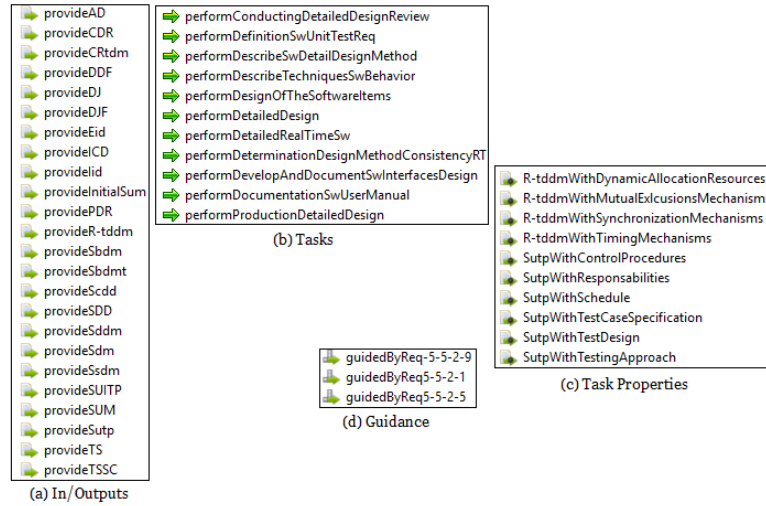 provideAD
provideCDR
provideCRtdm
provideDDF
provideDJ
provideDJF
provideEid
provideICD
provideIid
provideInitialSum
providePDR
provideR-tddm
provideSbdm
provideSbdmt
provideScdd
provideSDD
provideSddm
provideSdm
provideSsdm
provideSUITP
provideSUM
provideSutp
provideTS
provideTSSC
(a) In/Outputs
performConductingDetailedDesignReview
performDefinitionSwUnitTestReq
performDescribeSwDetailDesignMethod
performDescribeTechniquesSwBehavior
performDesignOfTheSoftwareItems
performDetailedDesign
performDetailedRealTimeSw
performDeterminationDesignMethodConsistencyRT
performDevelopAndDocumentSwInterfacesDesign
performDocumentationSwUserManual
performProductionDetailedDesign
(b) Tasks
R-tddmWithDynamicAllocationResources
R-tddmWithMutualExlcusionsMechanism
R-tddmWithSynchronizationMechanisms
R-tddmWithTimingMechanisms
SutpWithControlProcedures
SutpWithResponsabilities
SutpWithSchedule
SutpWithTestCaseSpecification
SutpWithTestDesign
SutpWithTestingApproach
(c) Task Properties
guidedByReq-5-5-2-9
guidedByReq5-5-2-1
guidedByReq5-5-2-5
(d) Guidance